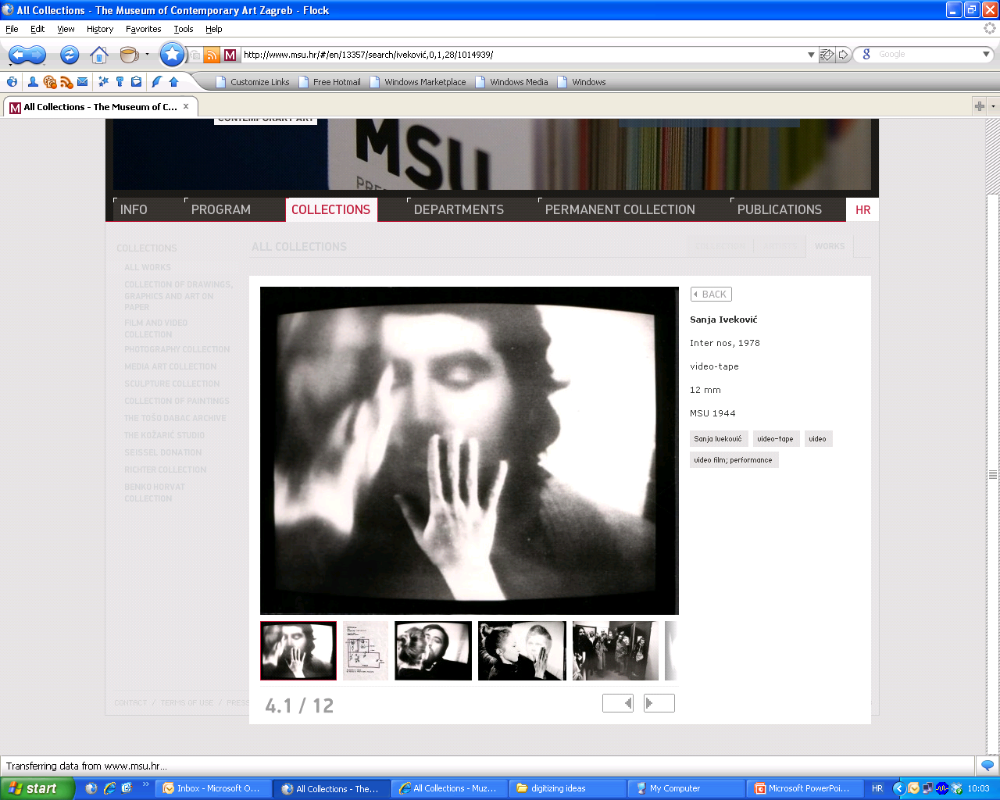 All Collections - The Museum of Contemporary Art Zagreb - Flock
File Edit View History Favorites Tools Help
http://www.msu.hr/#/en/13357/search/iveković,0,1,28/1014939/
Google
Customize Links Free Hotmail Windows Marketplace Windows Media Windows
All Collections - The Museum of C...
CONTEMPORARY ART
MSU
INFO PROGRAM COLLECTIONS DEPARTMENTS PERMANENT COLLECTION PUBLICATIONS HR
COLLECTIONS
ALL WORKS
COLLECTION OF DRAWINGS,
GRAPHICS AND ART ON
PAPER
FILM AND VIDEO
COLLECTION
PHOTOGRAPHY COLLECTION
MEDIA ART COLLECTION
SCULPTURE COLLECTION
COLLECTION OF PAINTINGS
THE TOŠO DABAC ARCHIVE
THE KOŽARIĆ STUDIO
SEISSEL DONATION
RICHTER COLLECTION
BENKO HORVAT
COLLECTION
ALL COLLECTIONS
COLLECTION ARTISTS WORKS
BACK
Sanja Iveković
Inter nos, 1978
video-tape
12 mm
MSU 1944
Sanja Iveković video-tape video
video film; performance
4.1 / 12
CONTACT / TERMS OF USE / PRESS
Transferring data from www.msu.hr...
start Inbox - Microsoft O... All Collections - The... All Collections - Muz... digitizing ideas My Computer Microsoft PowerPoi... HR 10:03